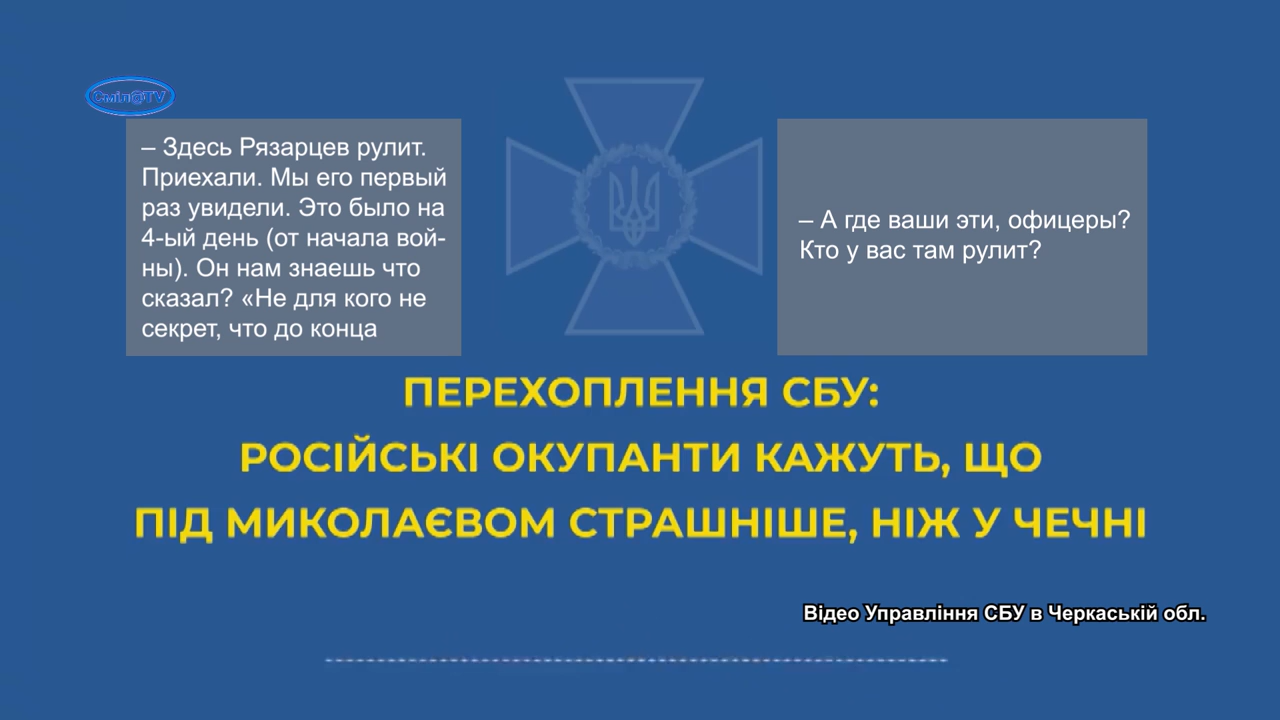 Сміл@TV
– Здесь Рязарцев рулит.
Приехали. Мы его первый
раз увидели. Это было на
4-ый день (от начала вой-
ны). Он нам знаешь что
сказал? «Не для кого не
секрет, что до конца
– А где ваши эти, офицеры?
Кто у вас там рулит?
ПЕРЕХОПЛЕННЯ СБУ:
РОСІЙСЬКІ ОКУПАНТИ КАЖУТЬ, ЩО
ПІД МИКОЛАЄВОМ СТРАШНІШЕ, НІЖ У ЧЕЧНІ
Відео Управління СБУ в Черкаській обл.